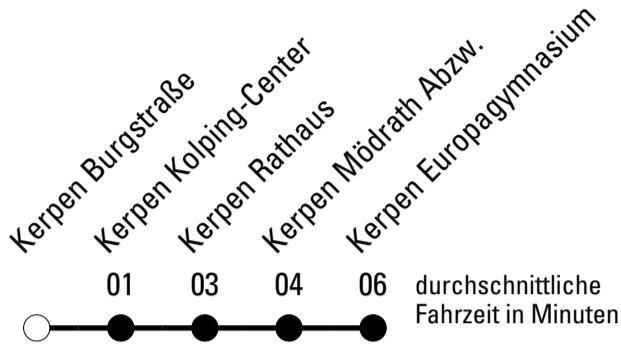 Kerpen Burgstraße
Kerpen Kolping-Center
Kerpen Rathaus
Kerpen Mödrath Abzw.
Kerpen Europagymnasium
01 03 04 06
durchschnittliche
Fahrzeit in Minuten